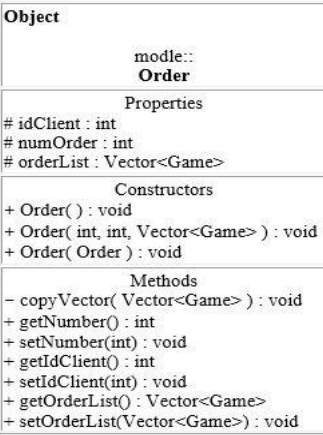 Object
modle::
Order
Properties
# idClient : int
# numOrder : int
# orderList : Vector<Game>
Constructors
+ Order( ) : void
+ Order( int, int, Vector<Game> ) : void
+ Order( Order ) : void
Methods
− copyVector( Vector<Game> ) : void
+ getNumber() : int
+ setNumber(int) : void
+ getIdClient() : int
+ setIdClient(int) : void
+ getOrderList() : Vector<Game>
+ setOrderList(Vector<Game>) : void